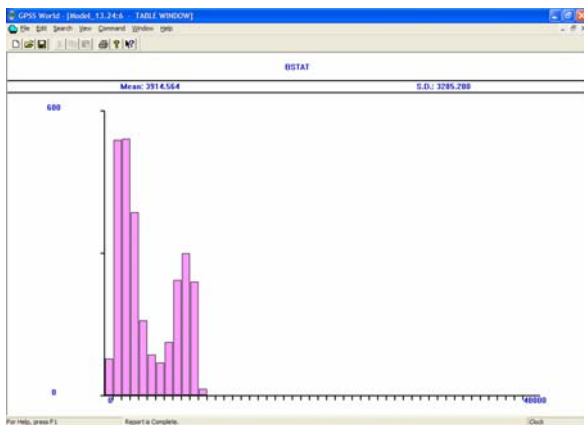 GPSS World - [Model_13.24:6 - TABLE WINDOW]
File Edit Search View Command Window Help
BSTAT
Mean: 3914.564 S.D.: 3285.280
600
0
0 40000
For Help, press F1 Report is Complete. Clock